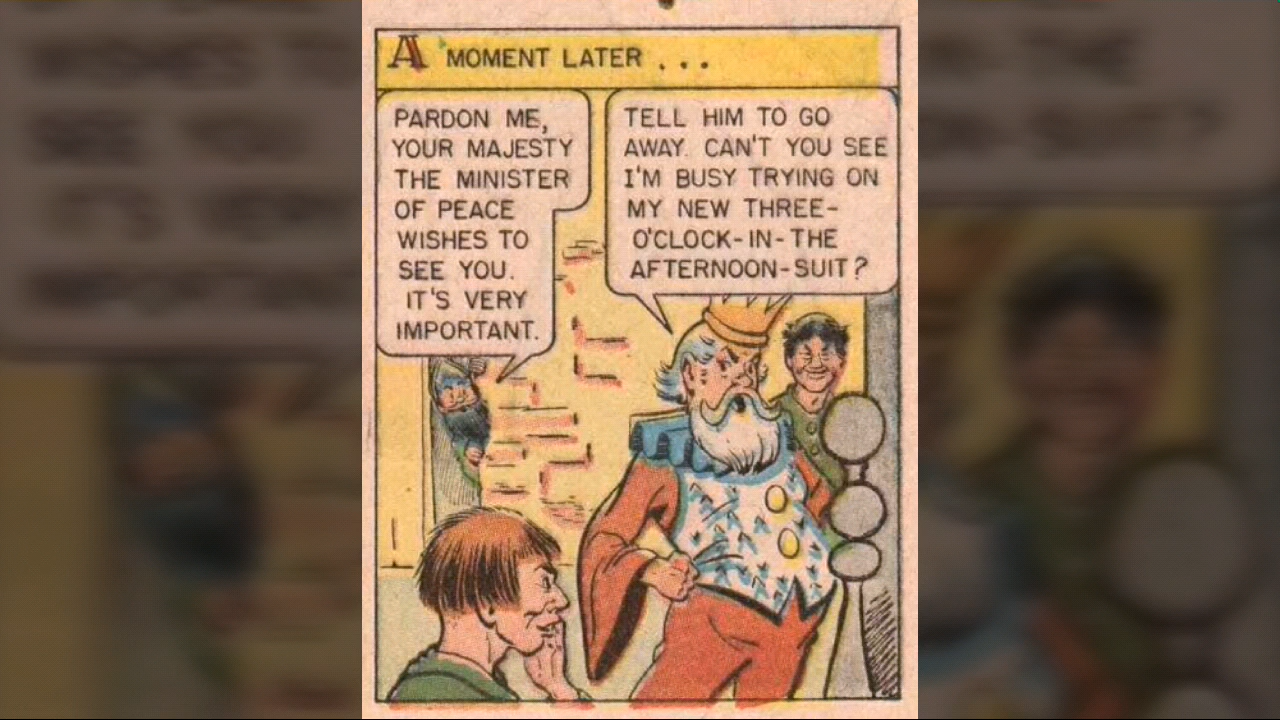 A MOMENT LATER . . .
PARDON ME,
YOUR MAJESTY
THE MINISTER
OF PEACE
WISHES TO
SEE YOU.
IT'S VERY
IMPORTANT.
TELL HIM TO GO
AWAY. CAN'T YOU SEE
I'M BUSY TRYING ON
MY NEW THREE-
O'CLOCK-IN-THE
AFTERNOON-SUIT?